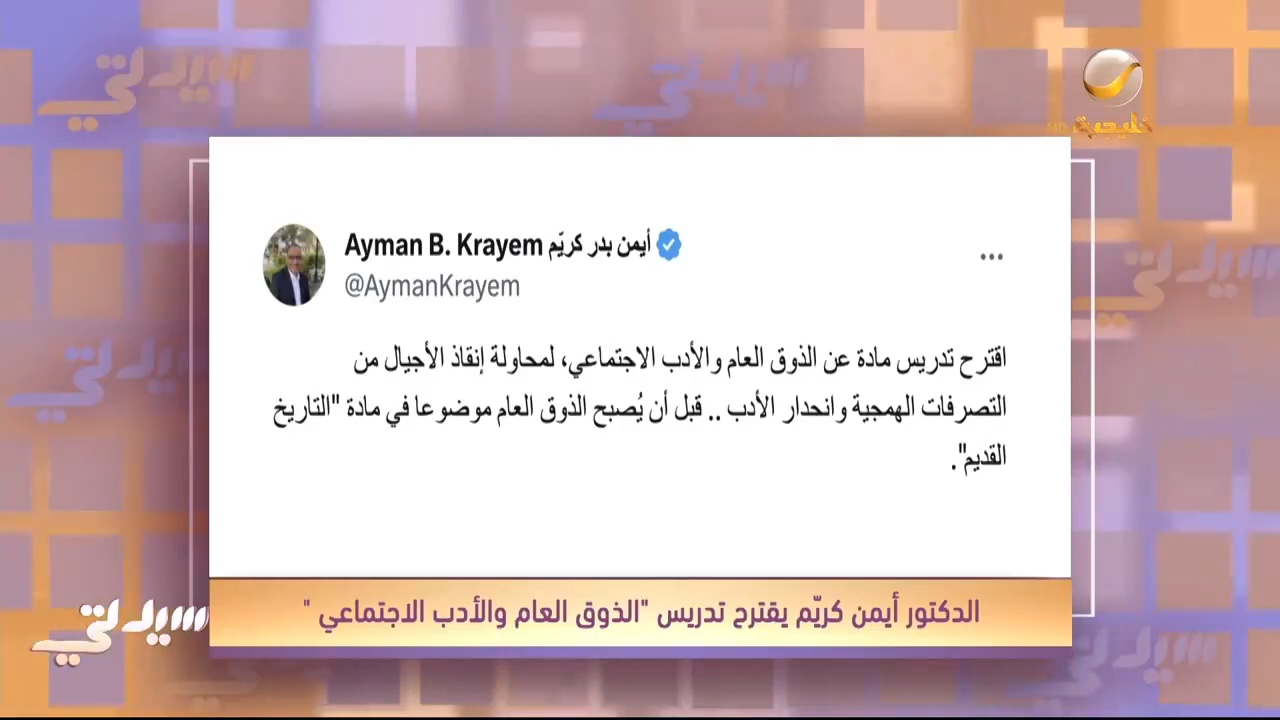 خليجية HD
Ayman B. Krayem أيمن بدر كريّم
@AymanKrayem
...
اقترح تدريس مادة عن الذوق العام والأدب الاجتماعي، لمحاولة إنقاذ الأجيال من
التصرفات الهمجية وانحدار الأدب .. قبل أن يُصبح الذوق العام موضوعا في مادة "التاريخ
القديم".
الدكتور أيمن كريّم يقترح تدريس "الذوق العام والأدب الاجتماعي "
سيدتي